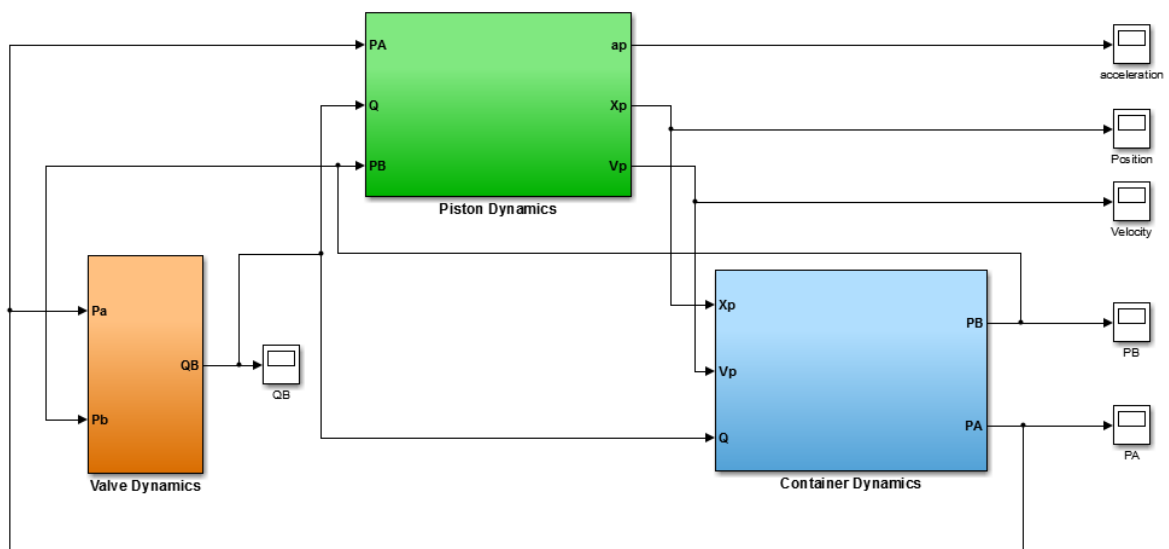 PA
ap
acceleration
Q
Xp
Position
PB
Vp
Piston Dynamics
Velocity
Pa
QB
Pb
Valve Dynamics
QB
Xp
PB
PB
Vp
Q
PA
PA
Container Dynamics